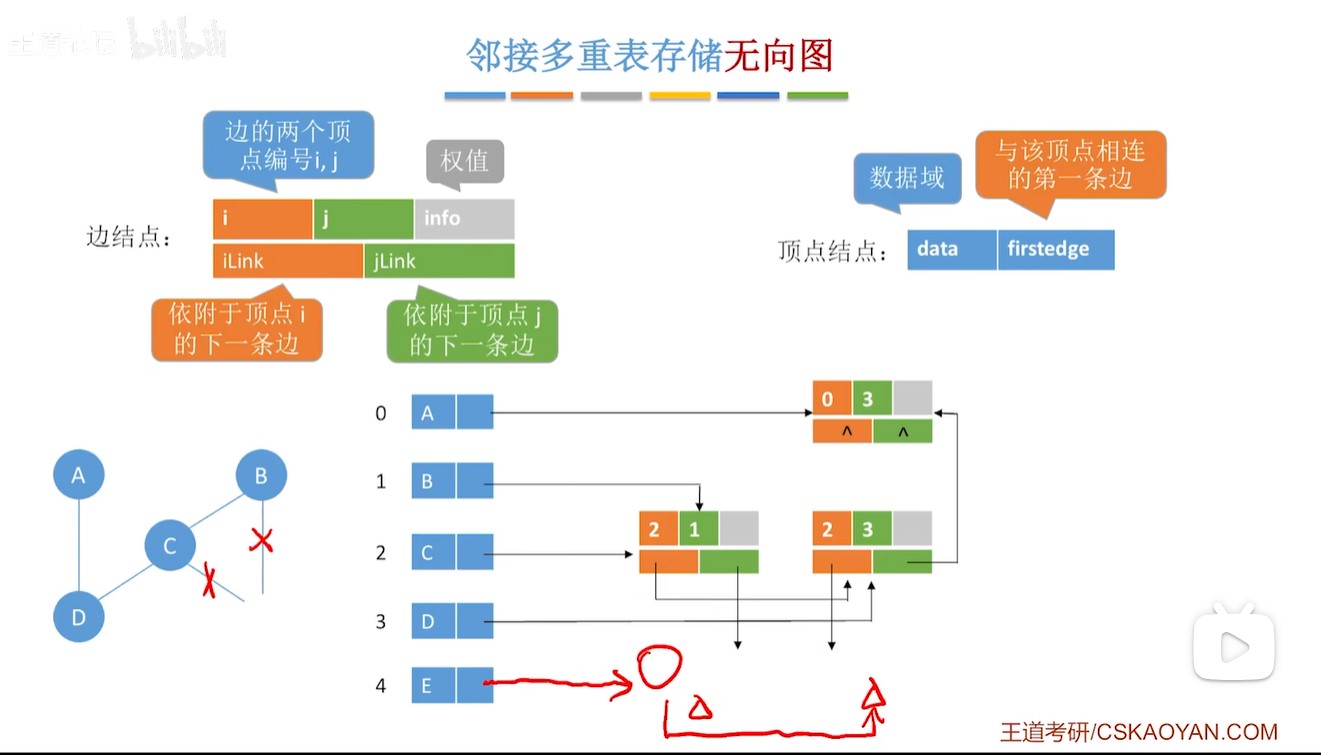 bilibili
邻接多重表存储无向图
边的两个顶
点编号i, j
权值
数据域
与该顶点相连
的第一条边
边结点：
i j info
iLink jLink
顶点结点：
data firstedge
依附于顶点 i
的下一条边
依附于顶点 j
的下一条边
0 A 0 3
^ ^
A B
1 B
2 1 2 3
C
2 C
D
3 D
4 E
王道考研/CSKAOYAN.COM